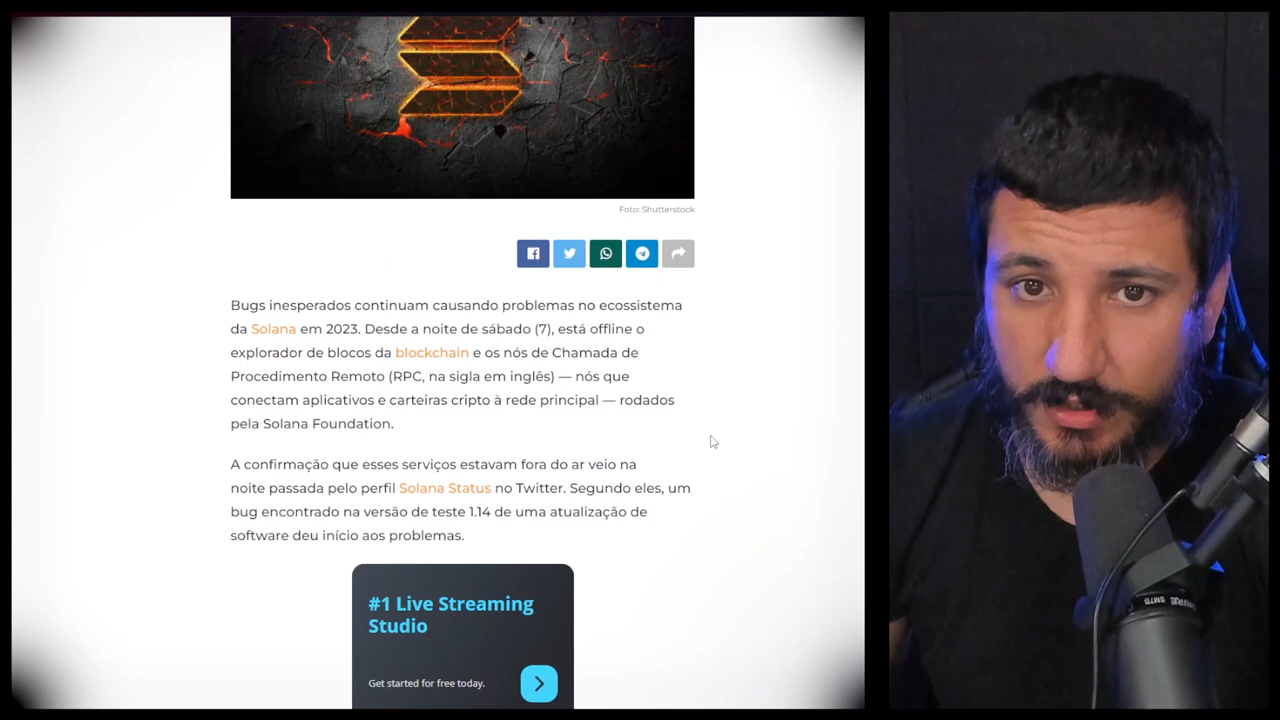 Foto: Shutterstock
Bugs inesperados continuam causando problemas no ecossistema
da Solana em 2023. Desde a noite de sábado (7), está offline o
explorador de blocos da blockchain e os nós de Chamada de
Procedimento Remoto (RPC, na sigla em inglês) — nós que
conectam aplicativos e carteiras cripto à rede principal — rodados
pela Solana Foundation.
A confirmação que esses serviços estavam fora do ar veio na
noite passada pelo perfil Solana Status no Twitter. Segundo eles, um
bug encontrado na versão de teste 1.14 de uma atualização de
software deu início aos problemas.
#1 Live Streaming
Studio
Get started for free today.
SHURE SM7B